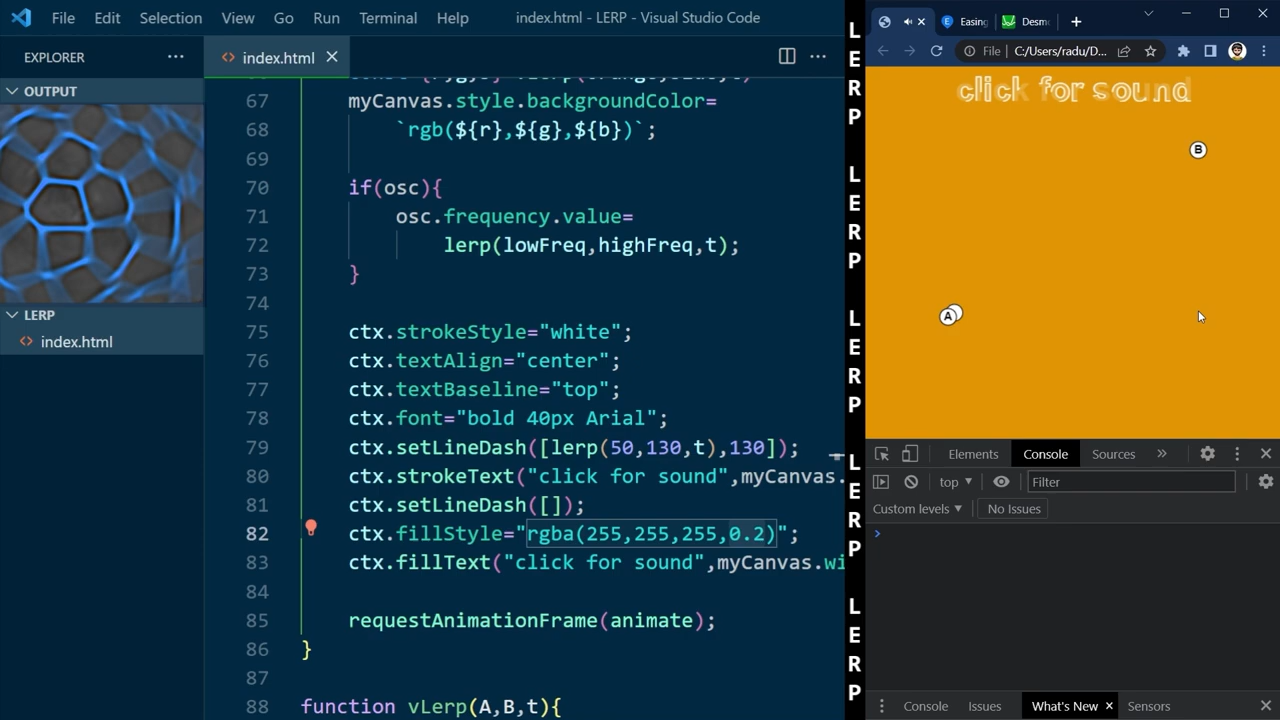 File Edit Selection View Go Run Terminal Help index.html - LERP - Visual Studio Code
EXPLORER
OUTPUT
LERP
index.html
index.html
67 myCanvas.style.backgroundColor=
68 `rgb(${r},${g},${b})`;
69
70 if(osc){
71 osc.frequency.value=
72 lerp(lowFreq,highFreq,t);
73 }
74
75 ctx.strokeStyle="white";
76 ctx.textAlign="center";
77 ctx.textBaseline="top";
78 ctx.font="bold 40px Arial";
79 ctx.setLineDash([lerp(50,130,t),130]);
80 ctx.strokeText("click for sound",myCanvas.
81 ctx.setLineDash([]);
82 ctx.fillStyle="rgba(255,255,255,0.2)";
83 ctx.fillText("click for sound",myCanvas.wi
84
85 requestAnimationFrame(animate);
86 }
87
88 function vLerp(A,B,t){
LERP
LERP
LERP
LERP
LERP
Easing
Desm
File C:/Users/radu/D...
click for sound
B
A
Elements Console Sources
top Filter
Custom levels No Issues
Console Issues What's New Sensors